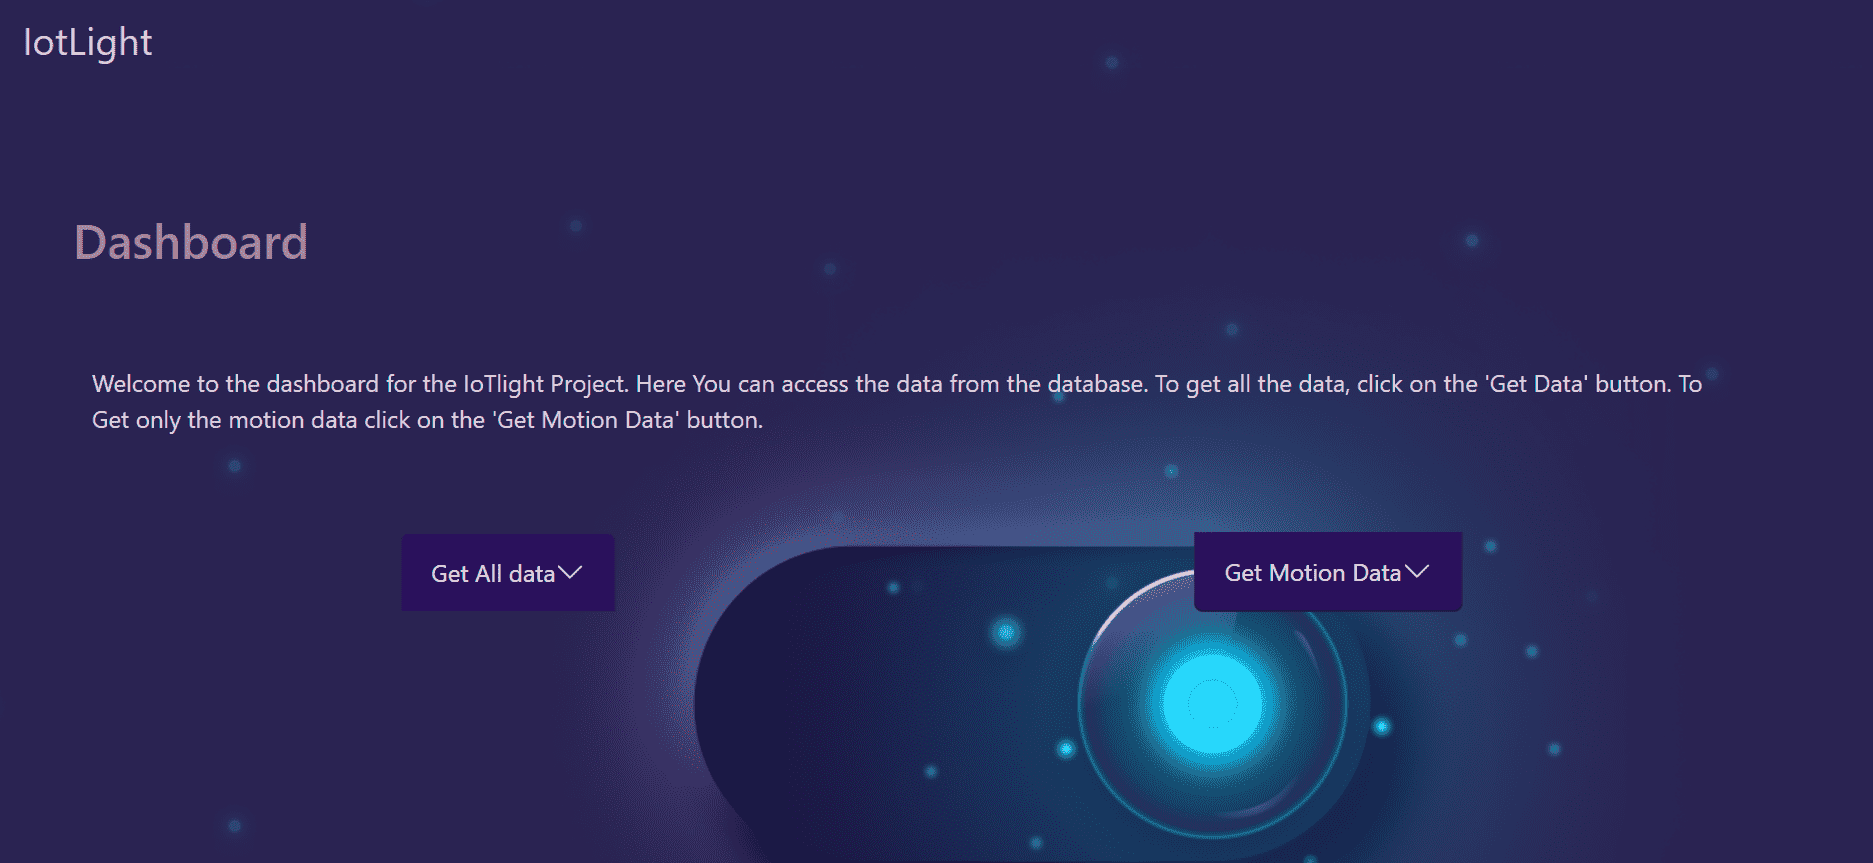 IotLight
Dashboard
Welcome to the dashboard for the IoTlight Project. Here You can access the data from the database. To get all the data, click on the 'Get Data' button. To
Get only the motion data click on the 'Get Motion Data' button.
Get All data
Get Motion Data